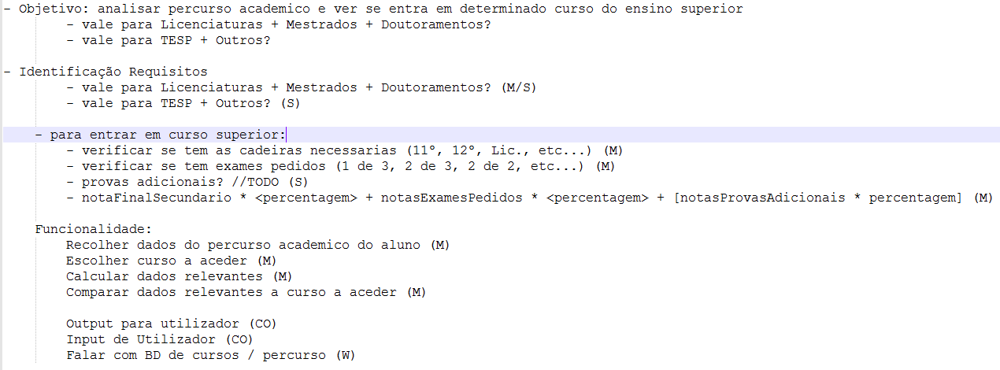 - Objetivo: analisar percurso academico e ver se entra em determinado curso do ensino superior
- vale para Licenciaturas + Mestrados + Doutoramentos?
- vale para TESP + Outros?
- Identificação Requisitos
- vale para Licenciaturas + Mestrados + Doutoramentos? (M/S)
- vale para TESP + Outros? (S)
- para entrar em curso superior:
- verificar se tem as cadeiras necessarias (11º, 12º, Lic., etc...) (M)
- verificar se tem exames pedidos (1 de 3, 2 de 3, 2 de 2, etc...) (M)
- provas adicionais? //TODO (S)
- notaFinalSecundario * <percentagem> + notasExamesPedidos * <percentagem> + [notasProvasAdicionais * percentagem] (M)
Funcionalidade:
Recolher dados do percurso academico do aluno (M)
Escolher curso a aceder (M)
Calcular dados relevantes (M)
Comparar dados relevantes a curso a aceder (M)
Output para utilizador (CO)
Input de Utilizador (CO)
Falar com BD de cursos / percurso (W)